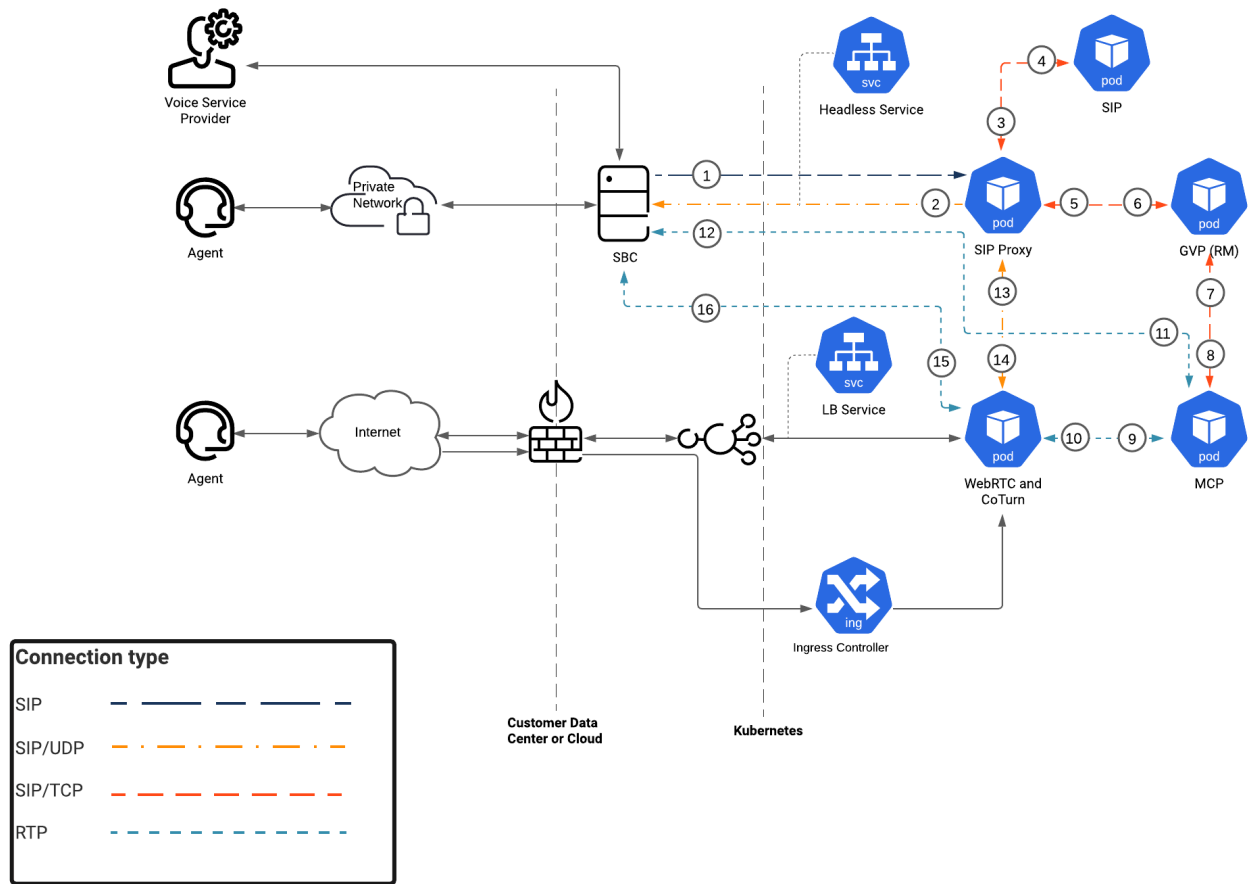 svc
Headless Service
4
pod
SIP
Voice Service
Provider
3
Private
Network
Agent
1
2
12
SBC
pod
SIP Proxy
5
6
pod
GVP (RM)
13
7
16
11
svc
LB Service
15
14
8
Internet
Agent
pod
WebRTC and
CoTurn
10
9
pod
MCP
ing
Ingress Controller
Connection type
SIP
SIP/UDP
SIP/TCP
RTP
Customer Data
Center or Cloud
Kubernetes